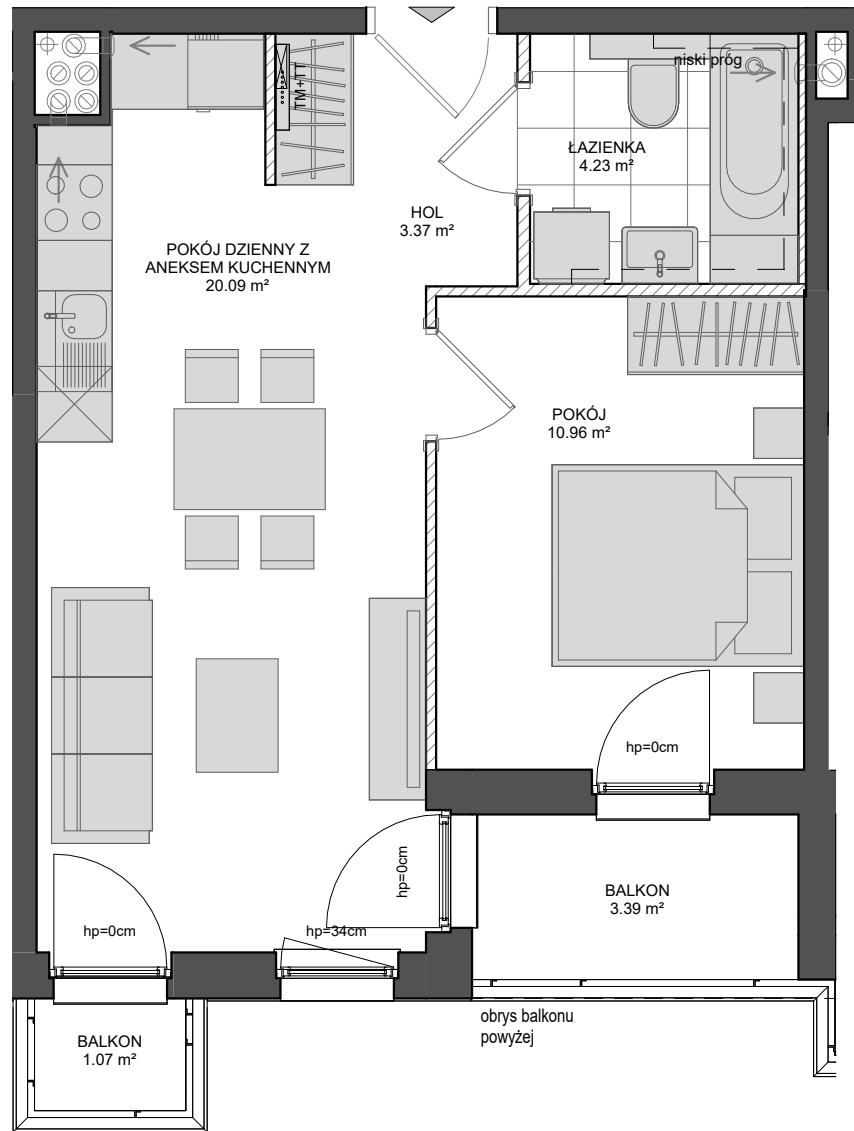 niski próg
TM+TT
ŁAZIENKA
4.23 m²
HOL
3.37 m²
POKÓJ DZIENNY Z
ANEKSEM KUCHENNYM
20.09 m²
POKÓJ
10.96 m²
hp=0cm
hp=0cm
hp=0cm
hp=34cm
BALKON
3.39 m²
obrys balkonu
powyżej
BALKON
1.07 m²